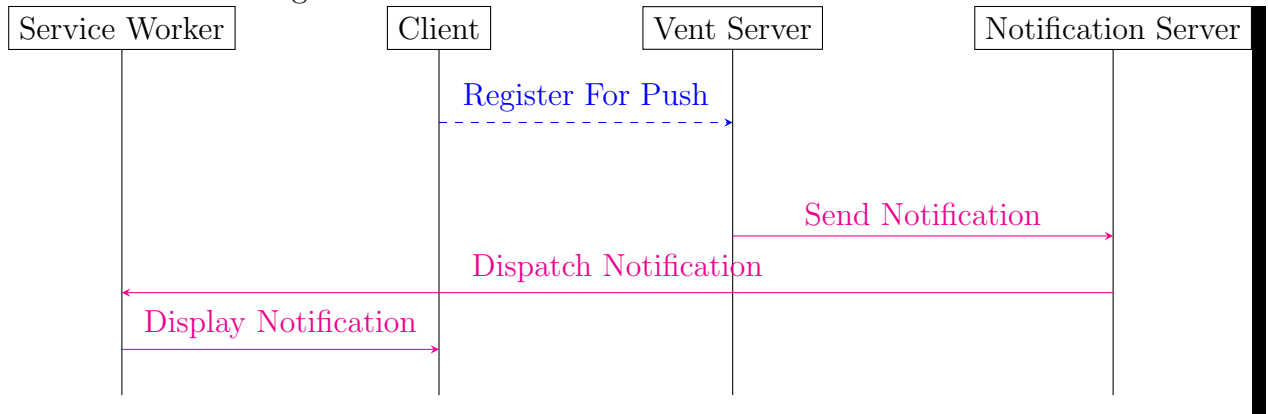 Service Worker
Client
Vent Server
Notification Server
Register For Push
Send Notification
Dispatch Notification
Display Notification